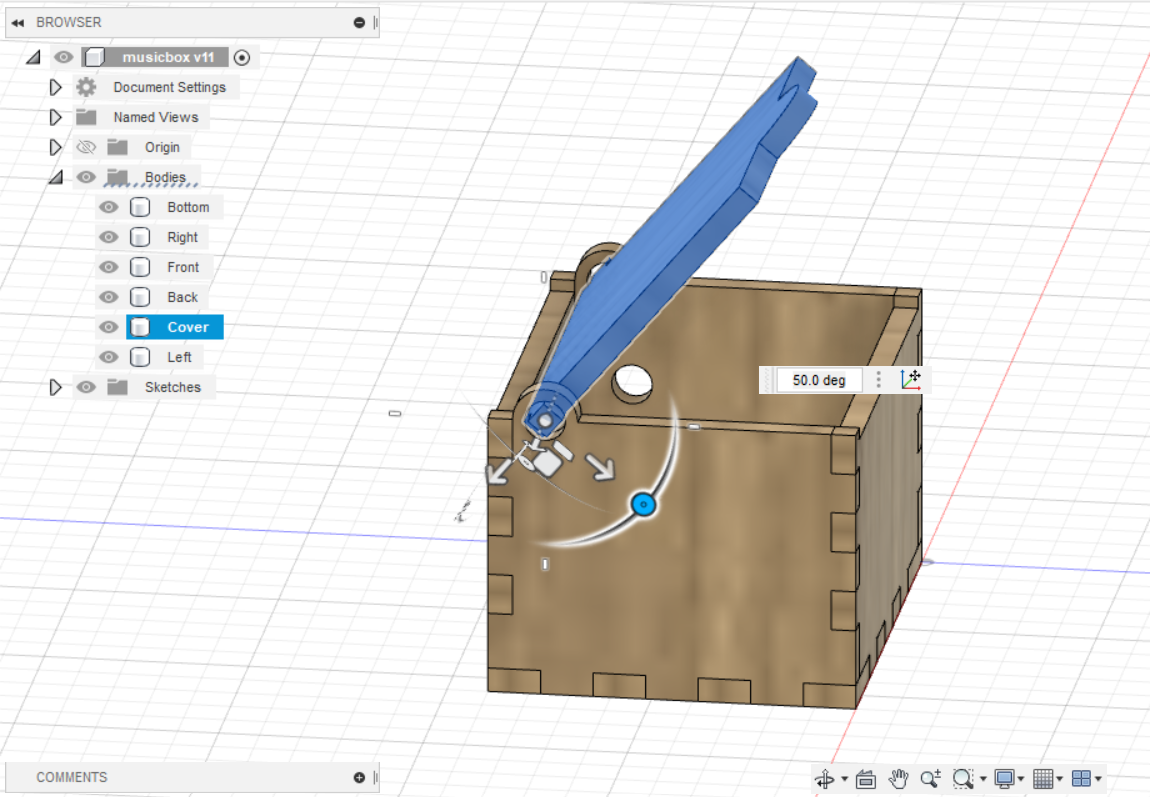 BROWSER
musicbox v11
Document Settings
Named Views
Origin
Bodies
Bottom
Right
Front
Back
Cover
Left
Sketches
50.0 deg
COMMENTS